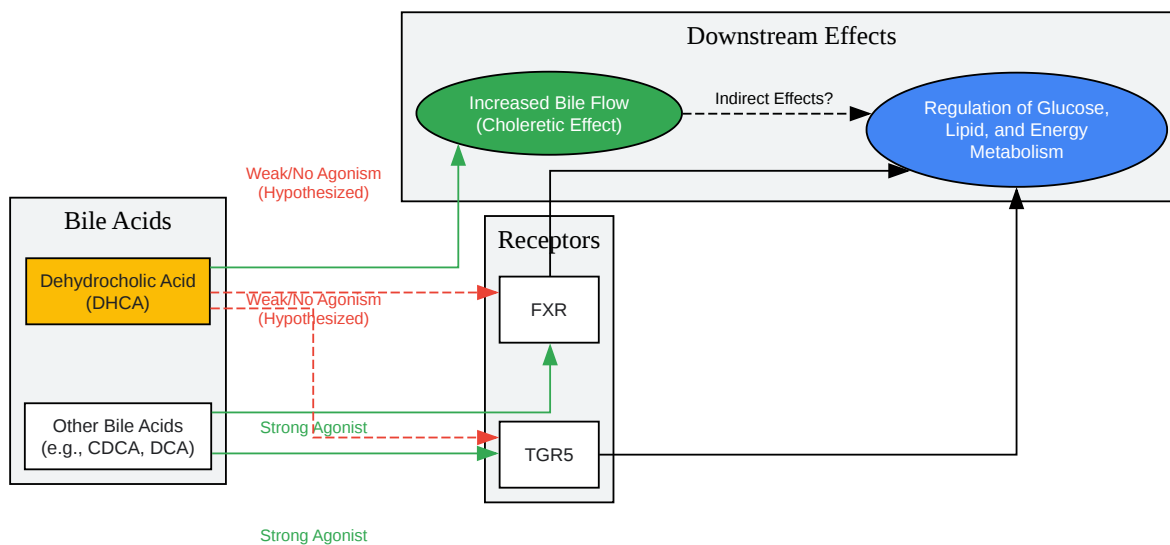 Downstream Effects
Increased Bile Flow
(Choleretic Effect)
Indirect Effects?
Regulation of Glucose,
Lipid, and Energy
Metabolism
Weak/No Agonism
(Hypothesized)
Bile Acids
Receptors
Dehydrocholic Acid
(DHCA)
Weak/No Agonism
(Hypothesized)
FXR
Other Bile Acids
(e.g., CDCA, DCA)
Strong Agonist
TGR5
Strong Agonist